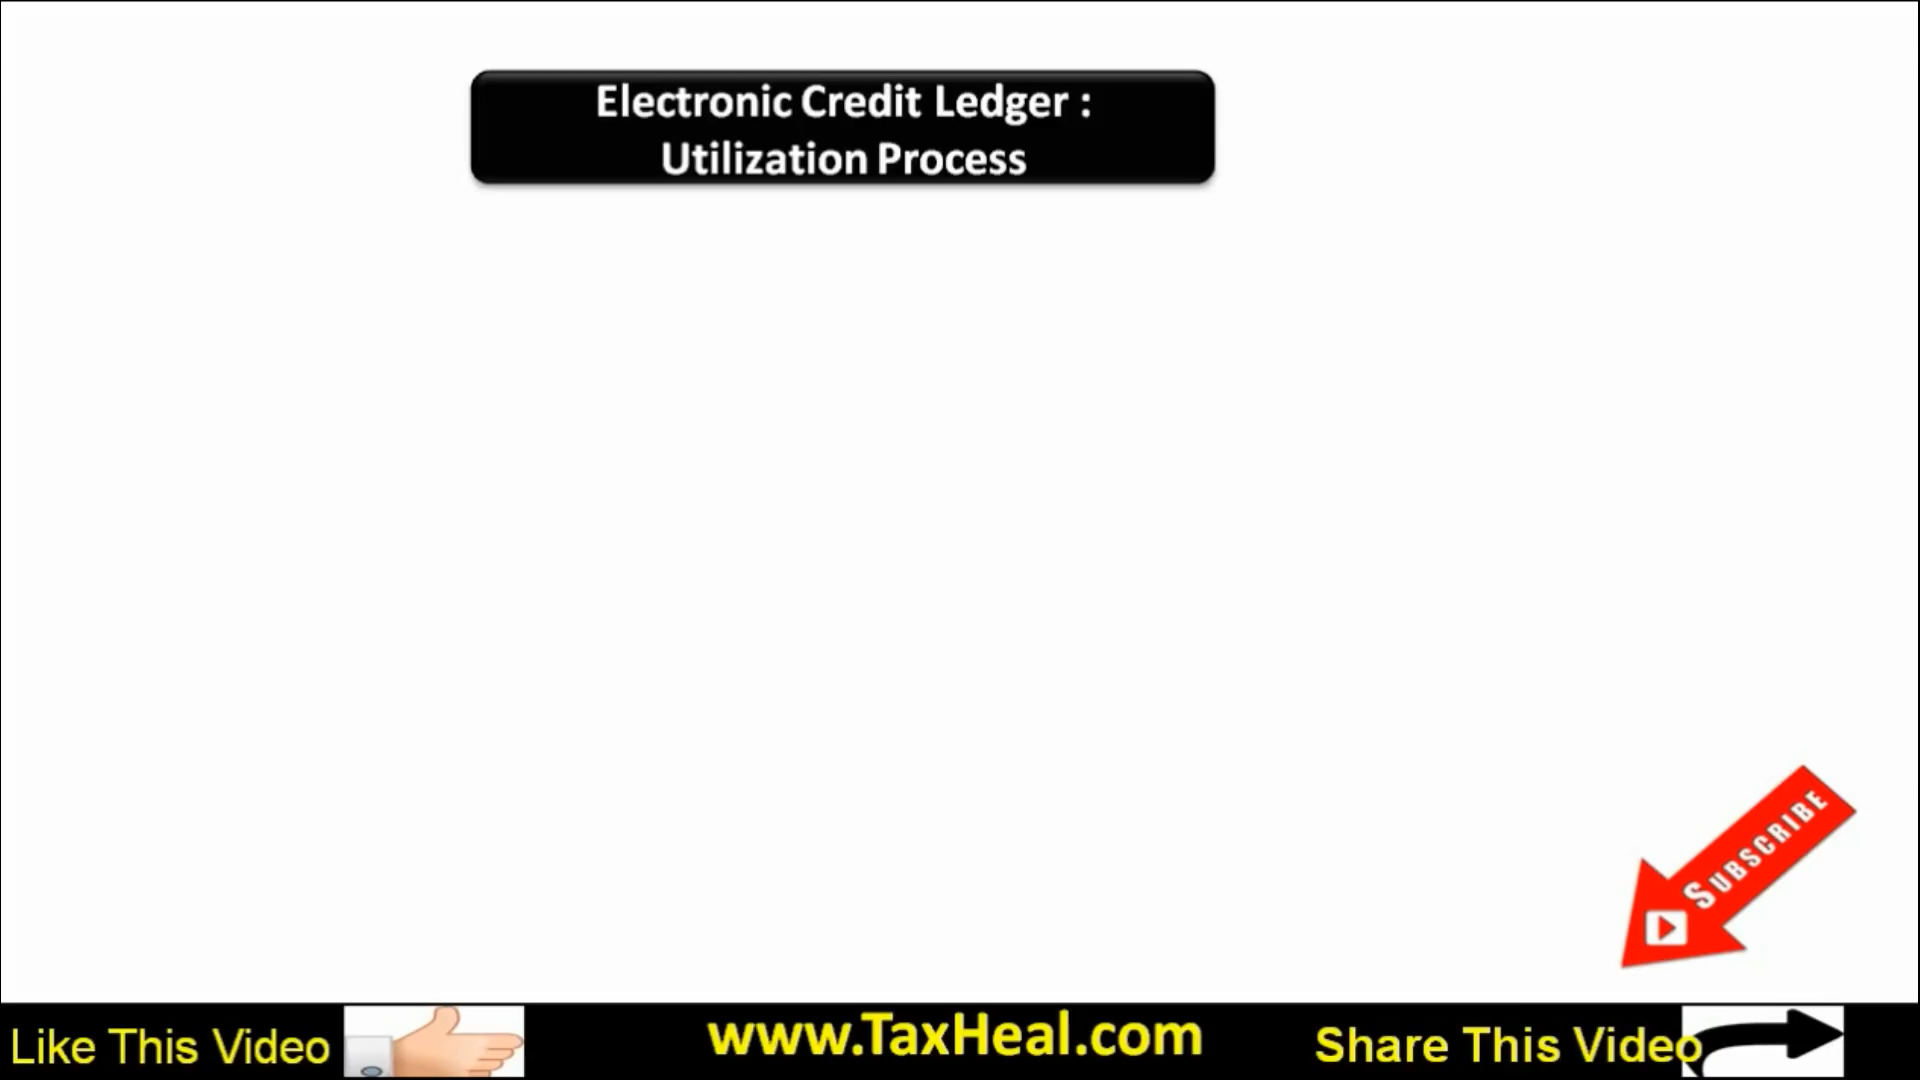 Electronic Credit Ledger :
Utilization Process
SUBSCRIBE
Like This Video
www.TaxHeal.com
Share This Video